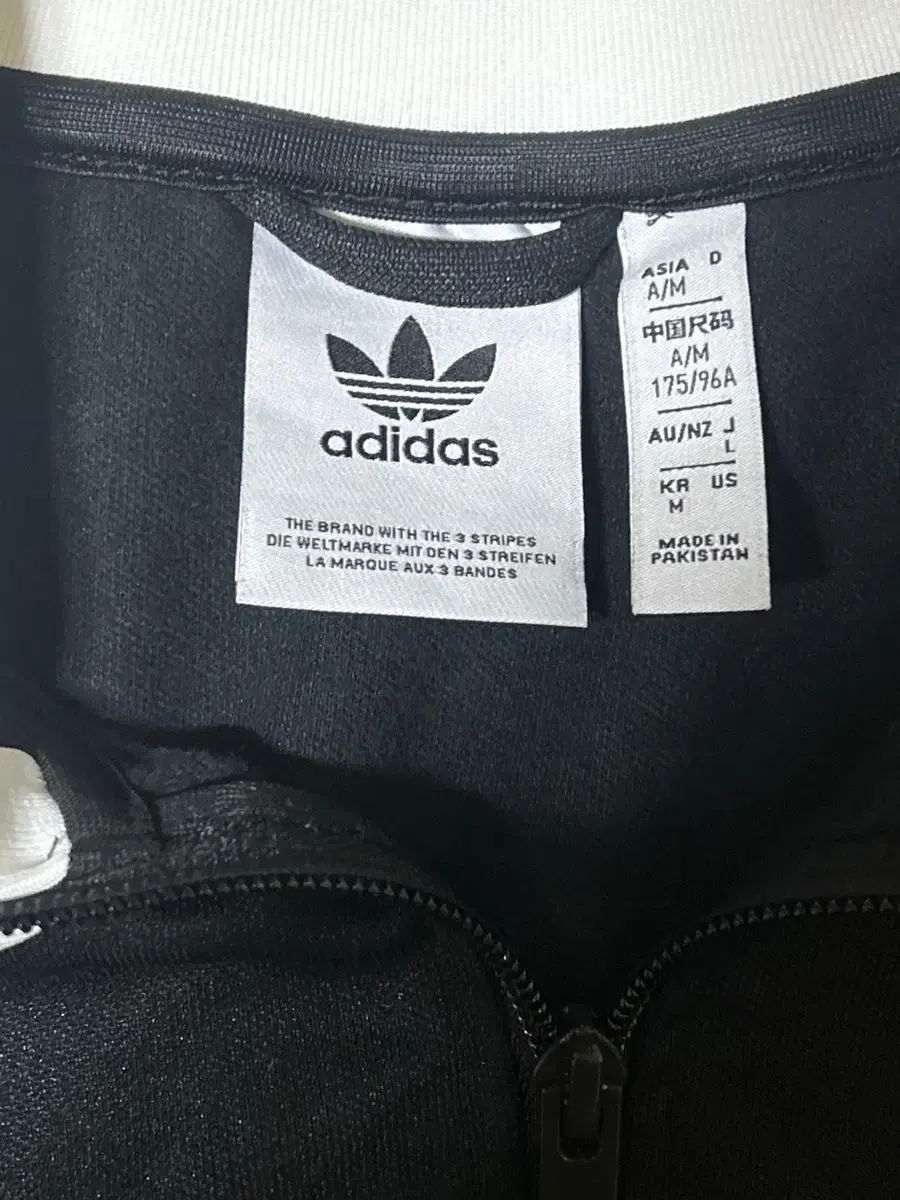 adidas
THE BRAND WITH THE 3 STRIPES
DIE WELTMARKE MIT DEN 3 STREIFEN
LA MARQUE AUX 3 BANDES
ASIA D
A/M
中国尺码
A/M
175/96A
AU/NZ J
L
KR US
M
MADE IN
PAKISTAN